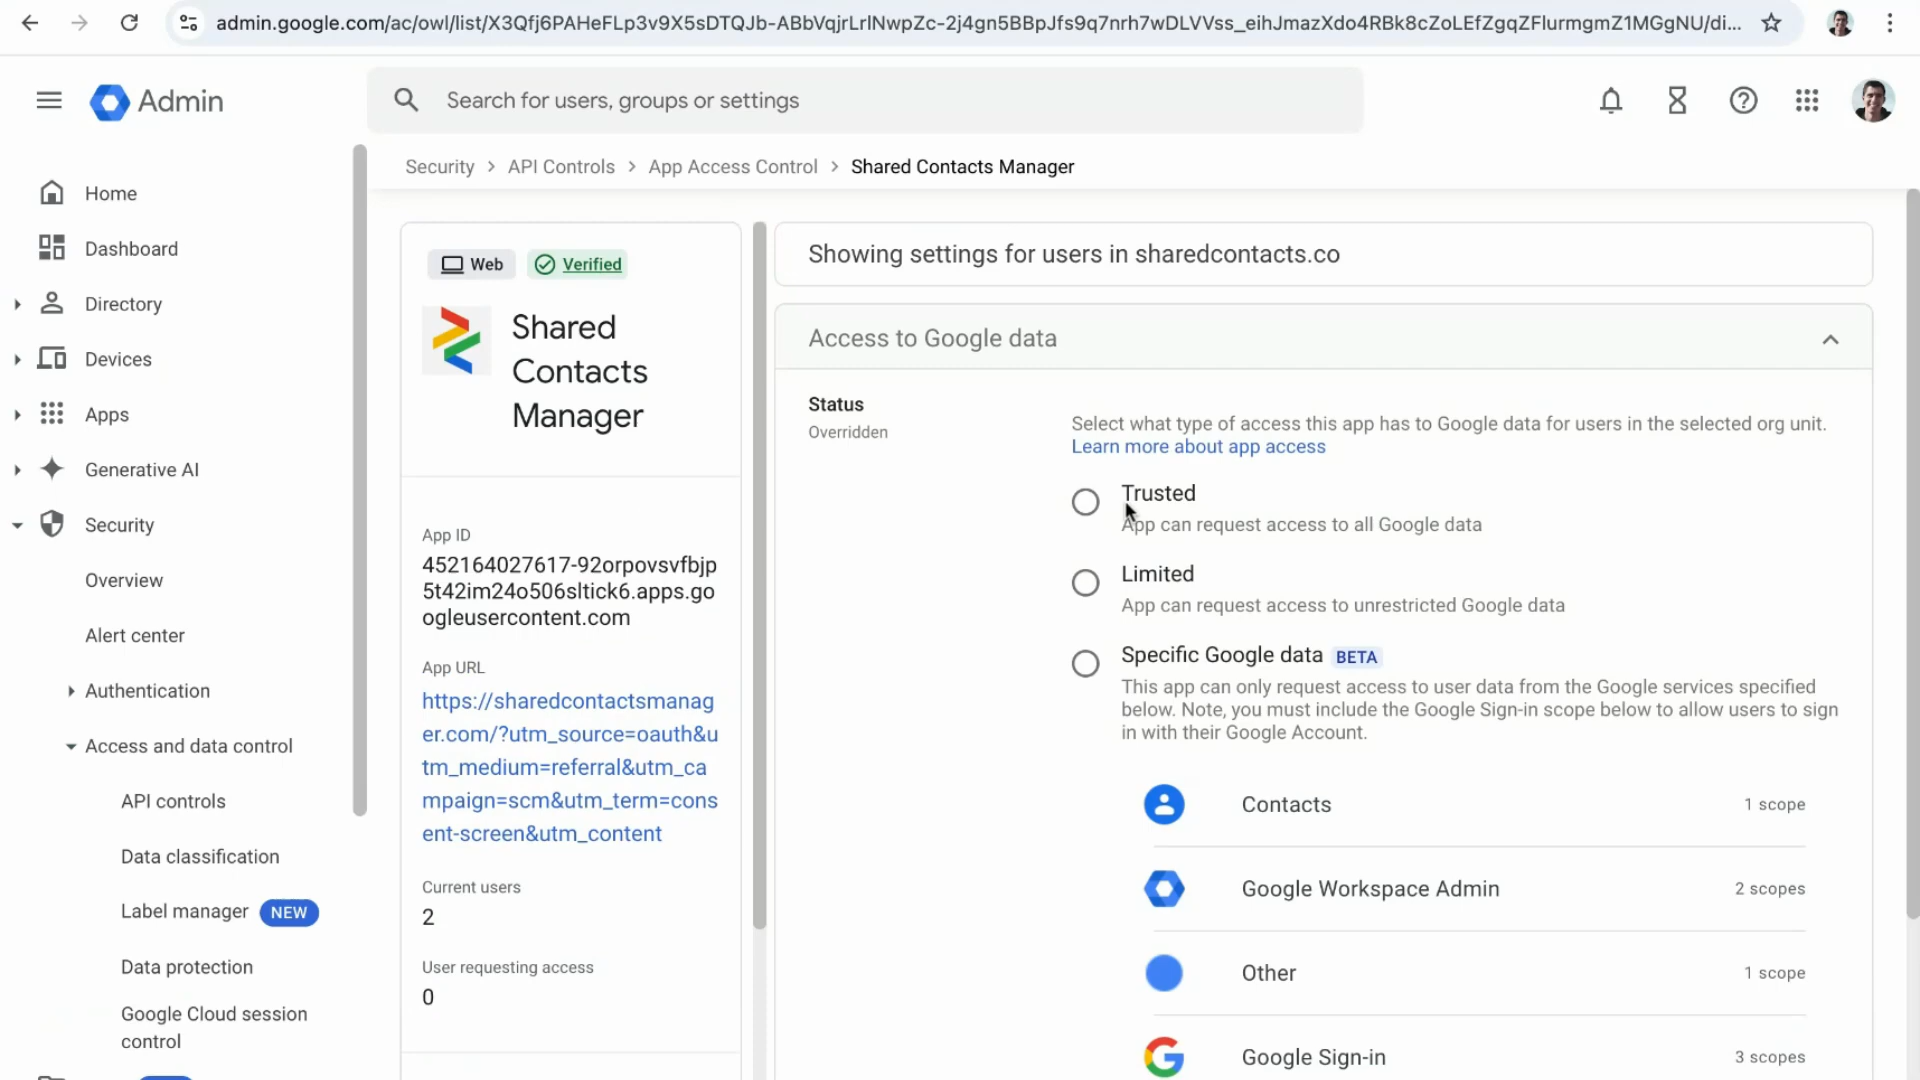 admin.google.com/ac/owl/list/X3Qfj6PAHeFLp3v9X5sDTQJb-ABbVqjrLrINwpZc-2j4gn5BBpJfs9q7nrh7wDLVVss_eihJmazXdo4RBk8cZoLEfZgqZFlurmgmZ1MGgNU/di...
Admin
Search for users, groups or settings
Security > API Controls > App Access Control > Shared Contacts Manager
Home
Dashboard
Directory
Devices
Apps
Generative AI
Security
Overview
Alert center
Authentication
Access and data control
API controls
Data classification
Label manager NEW
Data protection
Google Cloud session
control
Web Verified
Shared
Contacts
Manager
App ID
452164027617-92orpovsvfbjp
5t42im24o506sltick6.apps.go
ogleusercontent.com
App URL
https://sharedcontactsmanag
er.com/?utm_source=oauth&u
tm_medium=referral&utm_ca
mpaign=scm&utm_term=cons
ent-screen&utm_content
Current users
2
User requesting access
0
Showing settings for users in sharedcontacts.co
Access to Google data
Status
Overridden
Select what type of access this app has to Google data for users in the selected org unit.
Learn more about app access
Trusted
App can request access to all Google data
Limited
App can request access to unrestricted Google data
Specific Google data BETA
This app can only request access to user data from the Google services specified
below. Note, you must include the Google Sign-in scope below to allow users to sign
in with their Google Account.
Contacts 1 scope
Google Workspace Admin 2 scopes
Other 1 scope
Google Sign-in 3 scopes